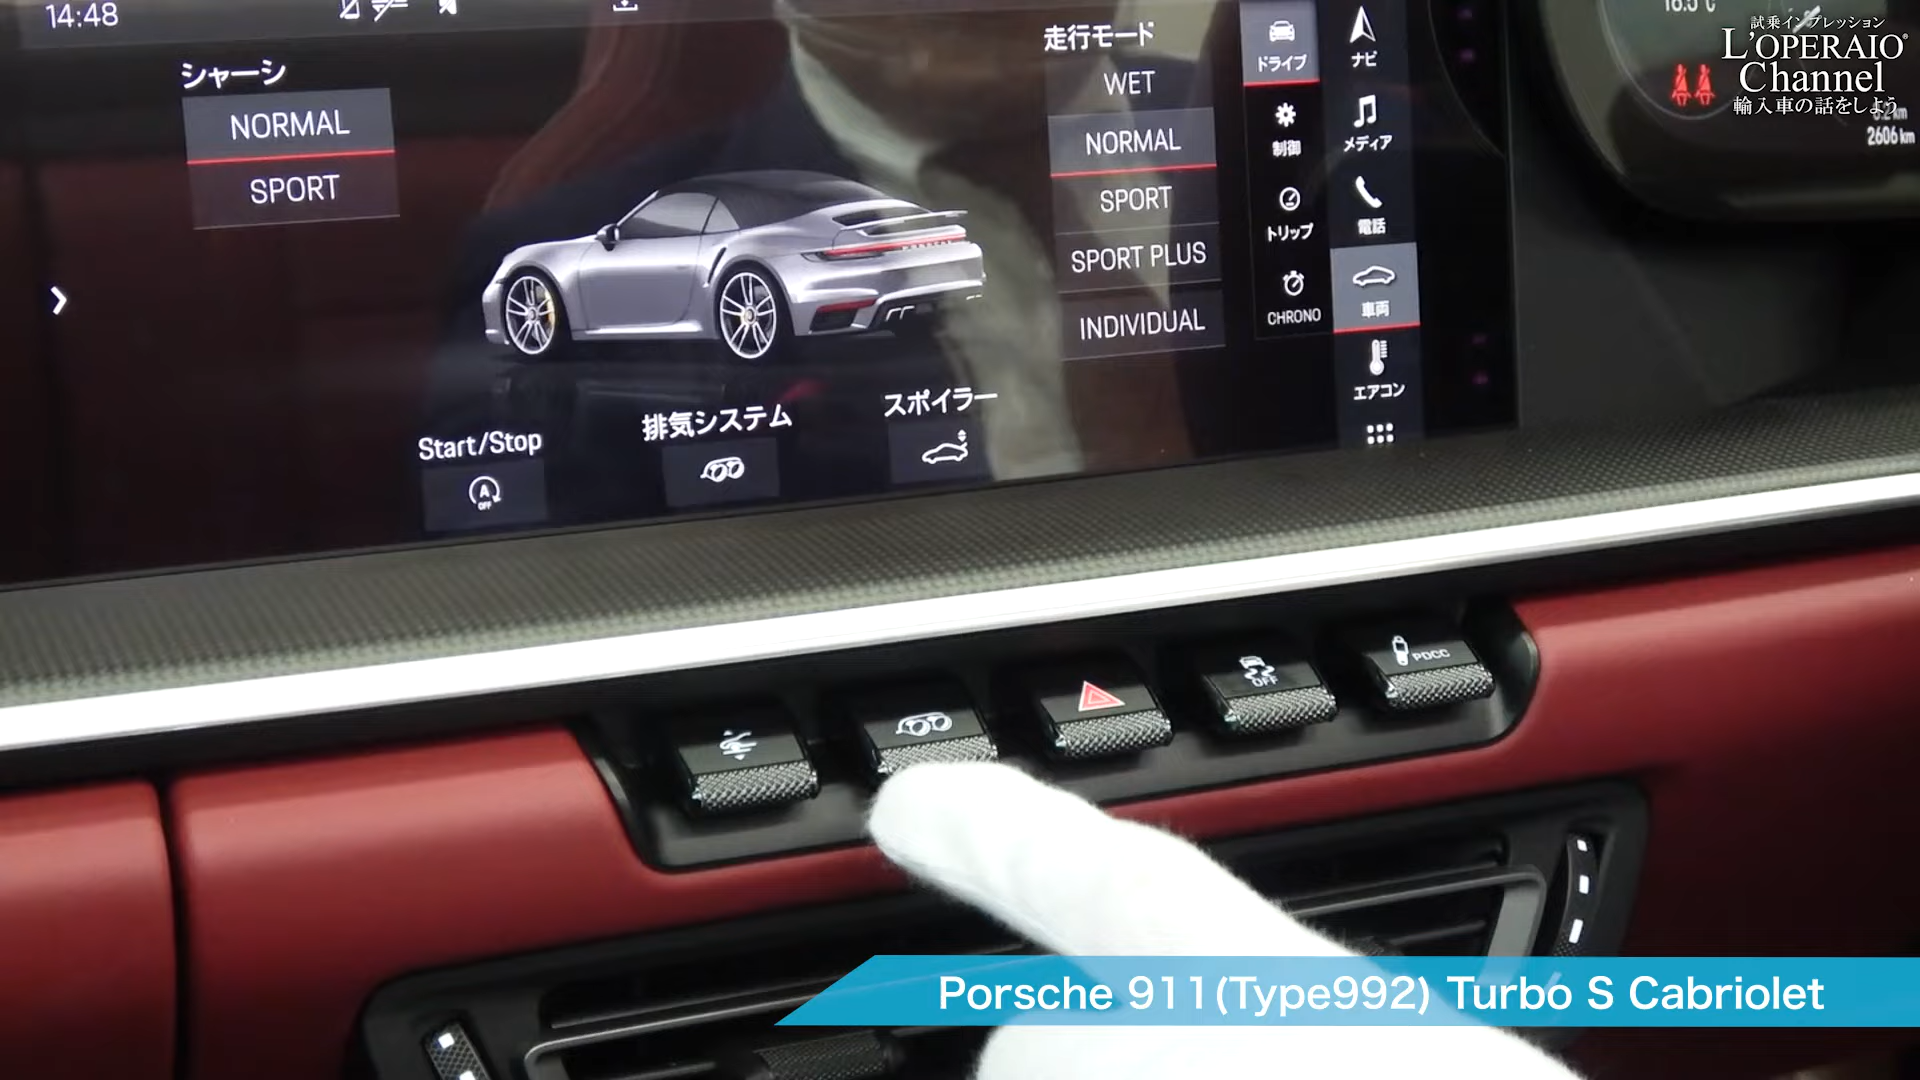 14:48
シャーシ
NORMAL
SPORT
走行モード
WET
NORMAL
SPORT
SPORT PLUS
INDIVIDUAL
ドライブ
制御
トリップ
CHRONO
ナビ
メディア
電話
車両
エアコン
Start/Stop
A
OFF
排気システム
スポイラー
試乗インプレッション
L'OPERAIO®
Channel
輸入車の話をしよう
2606 km
OFF
PDCC
Porsche 911(Type992) Turbo S Cabriolet